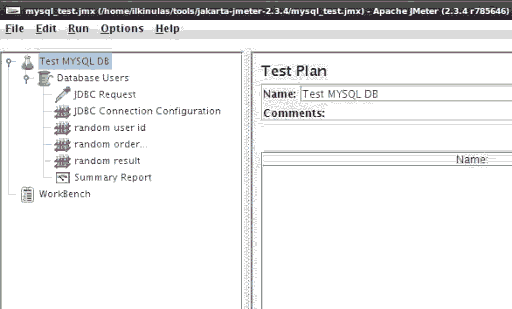 mysql_test.jmx (/home/ilkinulas/tools/jakarta-jmeter-2.3.4/mysql_test.jmx) - Apache JMeter (2.3.4 r785646)
File Edit Run Options Help
Test MYSQL DB
Database Users
JDBC Request
JDBC Connection Configuration
random user id
random order...
random result
Summary Report
WorkBench
Test Plan
Name: Test MYSQL DB
Comments:
Name: